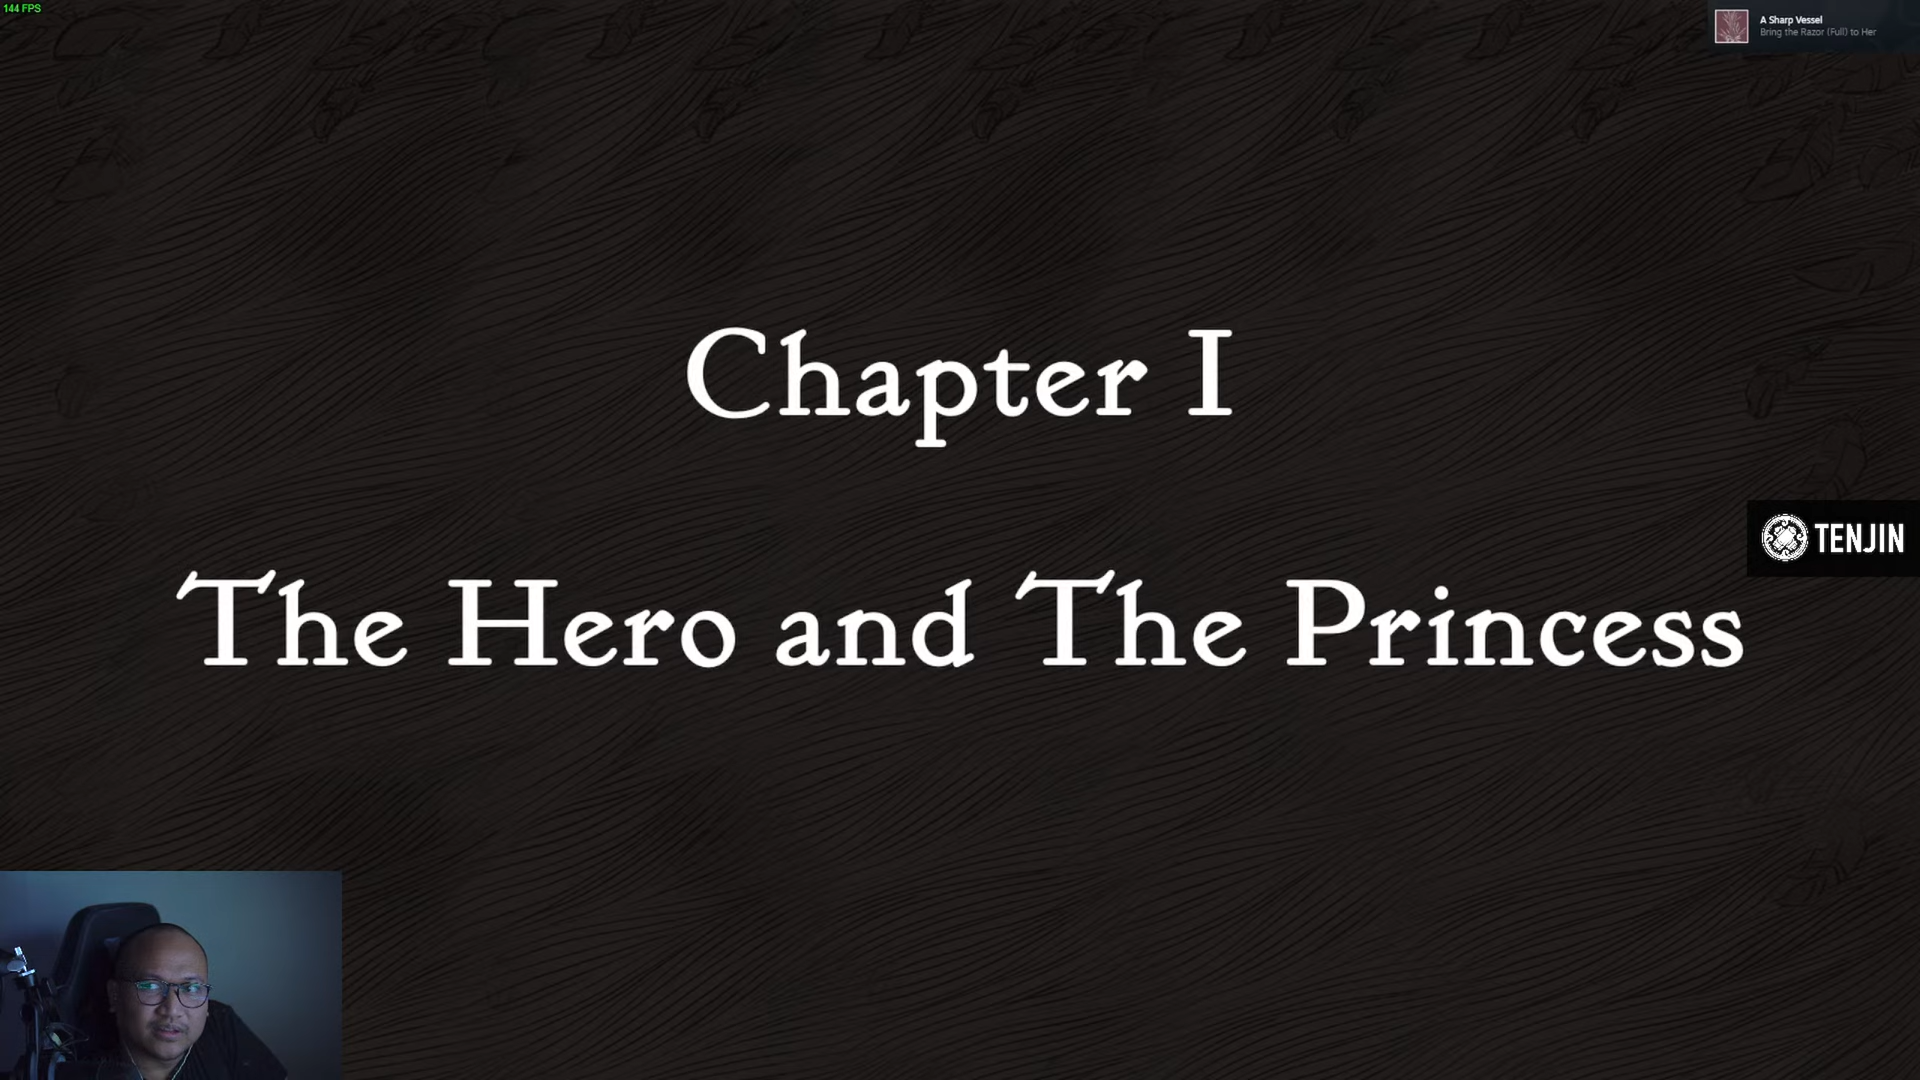 144 FPS
A Sharp Vessel
Bring the Razor (Full) to Her
Chapter I
TENJIN
The Hero and The Princess